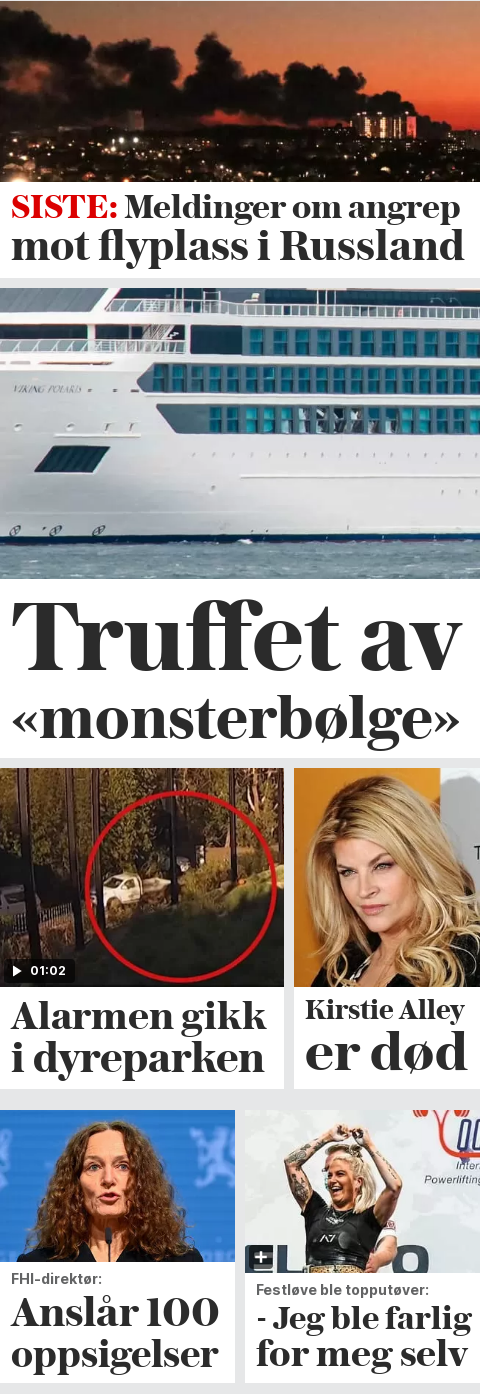 SISTE: Meldinger om angrep
mot flyplass i Russland
VIKING POLARIS
Truffet av
«monsterbølge»
01:02
Alarmen gikk
i dyreparken
Kirstie Alley
er død
FHI-direktør:
Anslår 100
oppsigelser
Powerlifting
A7
Festløve ble topputøver:
- Jeg ble farlig
for meg selv